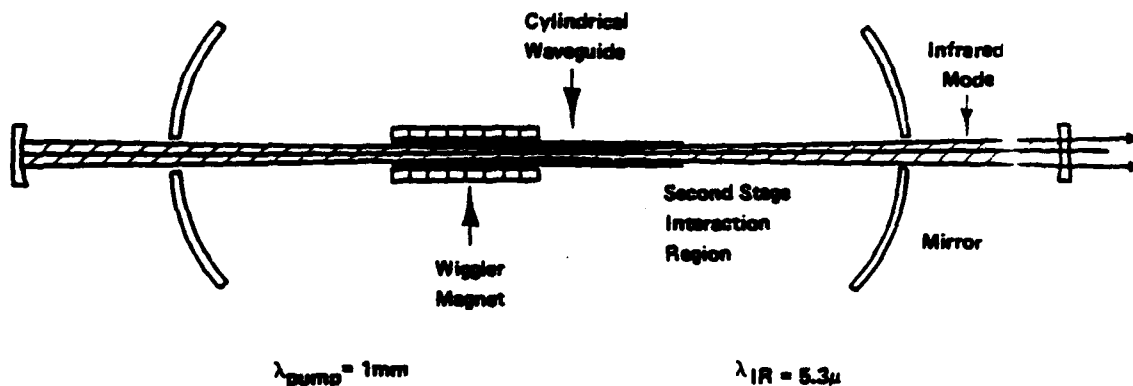 Cylindrical
Waveguide
Infrared
Mode
Second Stage
Interaction
Region
Mirror
Wiggler
Magnet
λpump = 1mm
λIR = 5.3μ